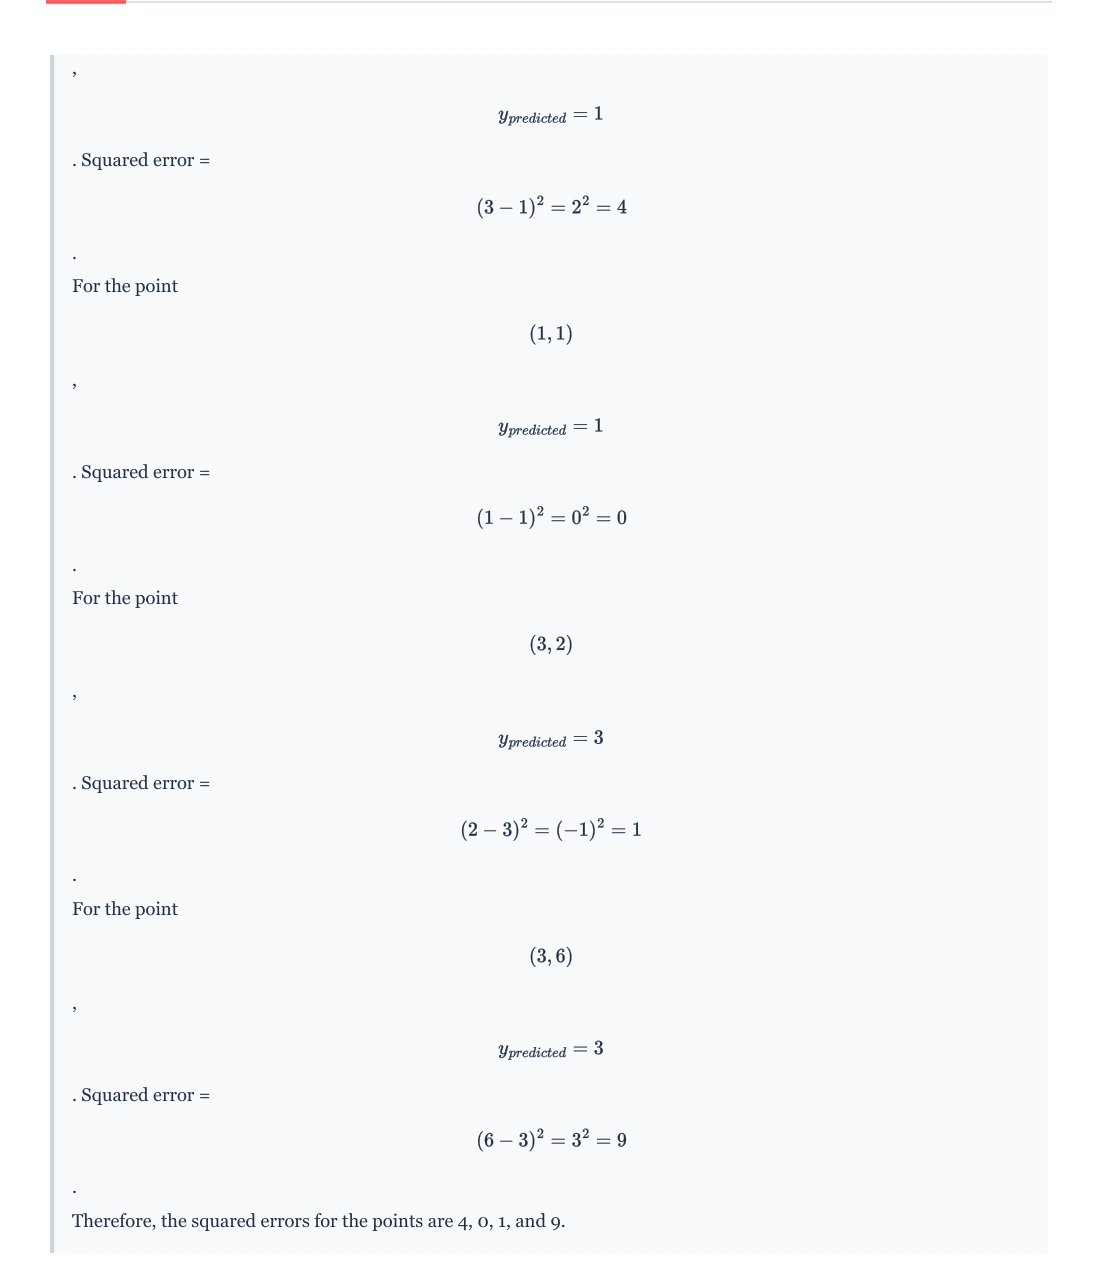 ,
y_predicted = 1
. Squared error =
(3 − 1)² = 2² = 4
.
For the point
(1, 1)
,
y_predicted = 1
. Squared error =
(1 − 1)² = 0² = 0
.
For the point
(3, 2)
,
y_predicted = 3
. Squared error =
(2 − 3)² = (−1)² = 1
.
For the point
(3, 6)
,
y_predicted = 3
. Squared error =
(6 − 3)² = 3² = 9
.
Therefore, the squared errors for the points are 4, 0, 1, and 9.